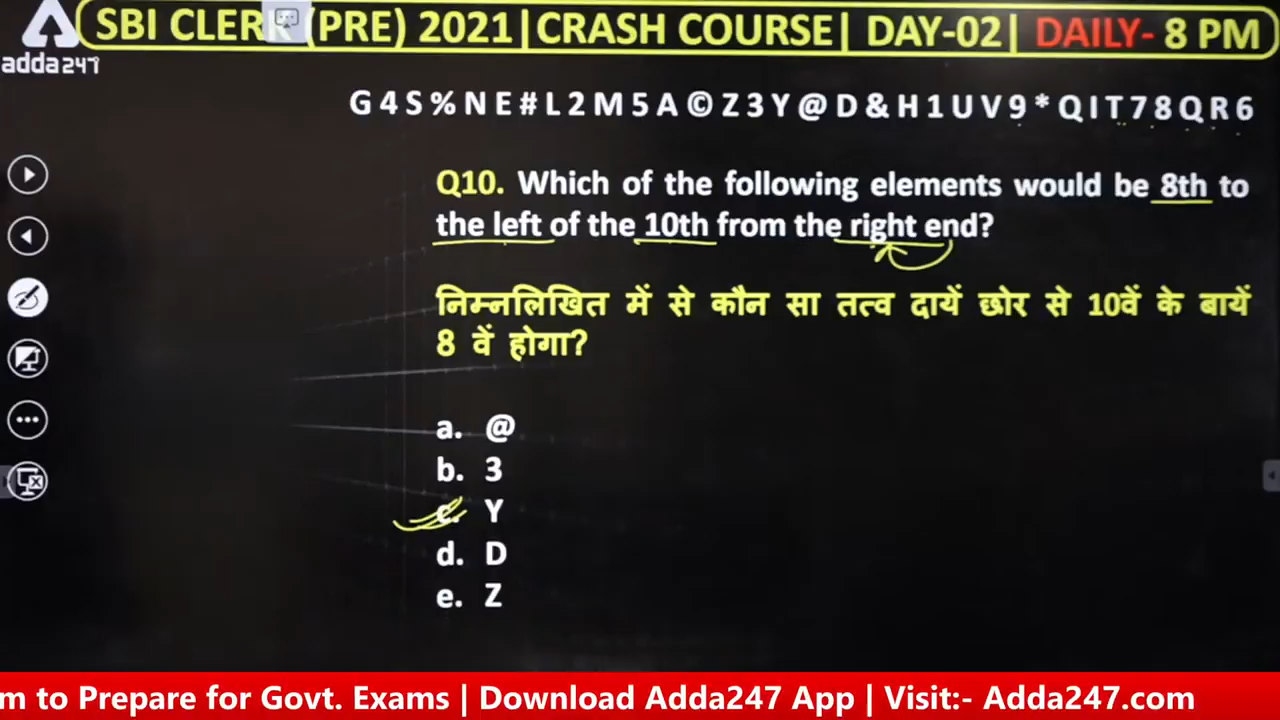 SBI CLERK (PRE) 2021|CRASH COURSE| DAY-02| DAILY- 8 PM
adda247
G 4 S % N E # L 2 M 5 A © Z 3 Y @ D & H 1 U V 9 * Q I T 7 8 Q R 6
Q10. Which of the following elements would be 8th to
the left of the 10th from the right end?
निम्नलिखित में से कौन सा तत्व दायें छोर से 10वें के बायें
8 वें होगा?
a. @
b. 3
c. Y
d. D
e. Z
m to Prepare for Govt. Exams | Download Adda247 App | Visit:- Adda247.com